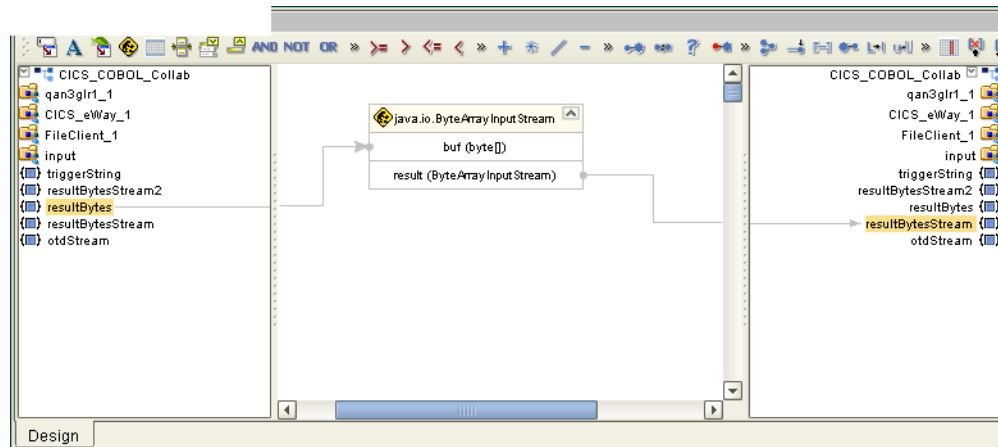 A AND NOT OR » >= > <= < » + * / - » ? » »
CICS_COBOL_Collab
qan3glr1_1
CICS_eWay_1
FileClient_1
input
triggerString
resultBytesStream2
resultBytes
resultBytesStream
otdStream
java.io.ByteArrayInputStream
buf (byte[])
result (ByteArrayInputStream)
CICS_COBOL_Collab
qan3glr1_1
CICS_eWay_1
FileClient_1
input
triggerString
resultBytesStream2
resultBytes
resultBytesStream
otdStream
Design